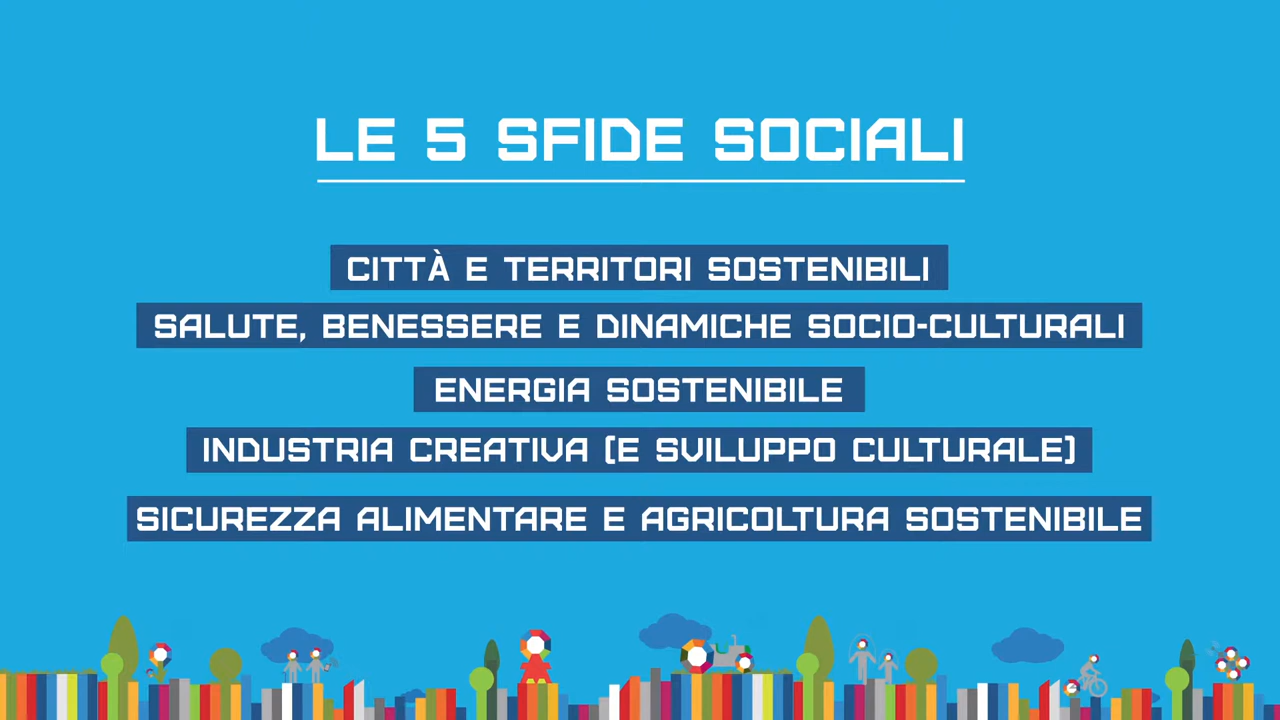 LE 5 SFIDE SOCIALI
CITTÀ E TERRITORI SOSTENIBILI
SALUTE, BENESSERE E DINAMICHE SOCIO-CULTURALI
ENERGIA SOSTENIBILE
INDUSTRIA CREATIVA (E SVILUPPO CULTURALE)
SICUREZZA ALIMENTARE E AGRICOLTURA SOSTENIBILE